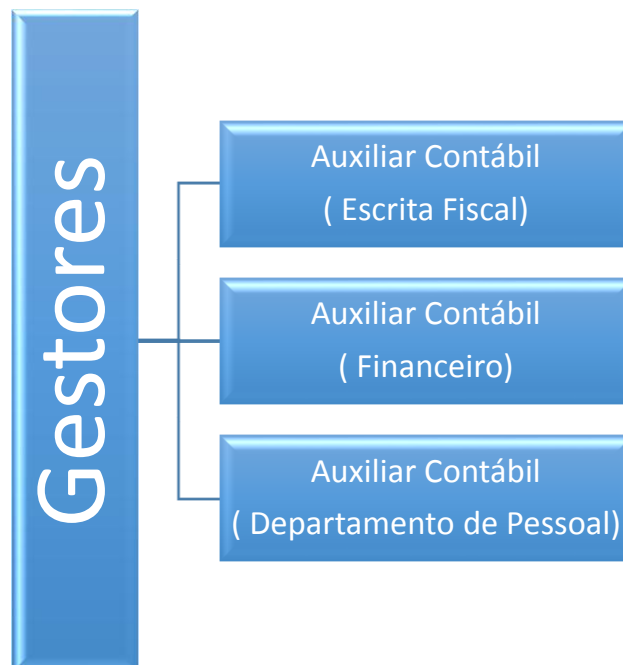 Gestores
Auxiliar Contábil
( Escrita Fiscal)
Auxiliar Contábil
( Financeiro)
Auxiliar Contábil
( Departamento de Pessoal)